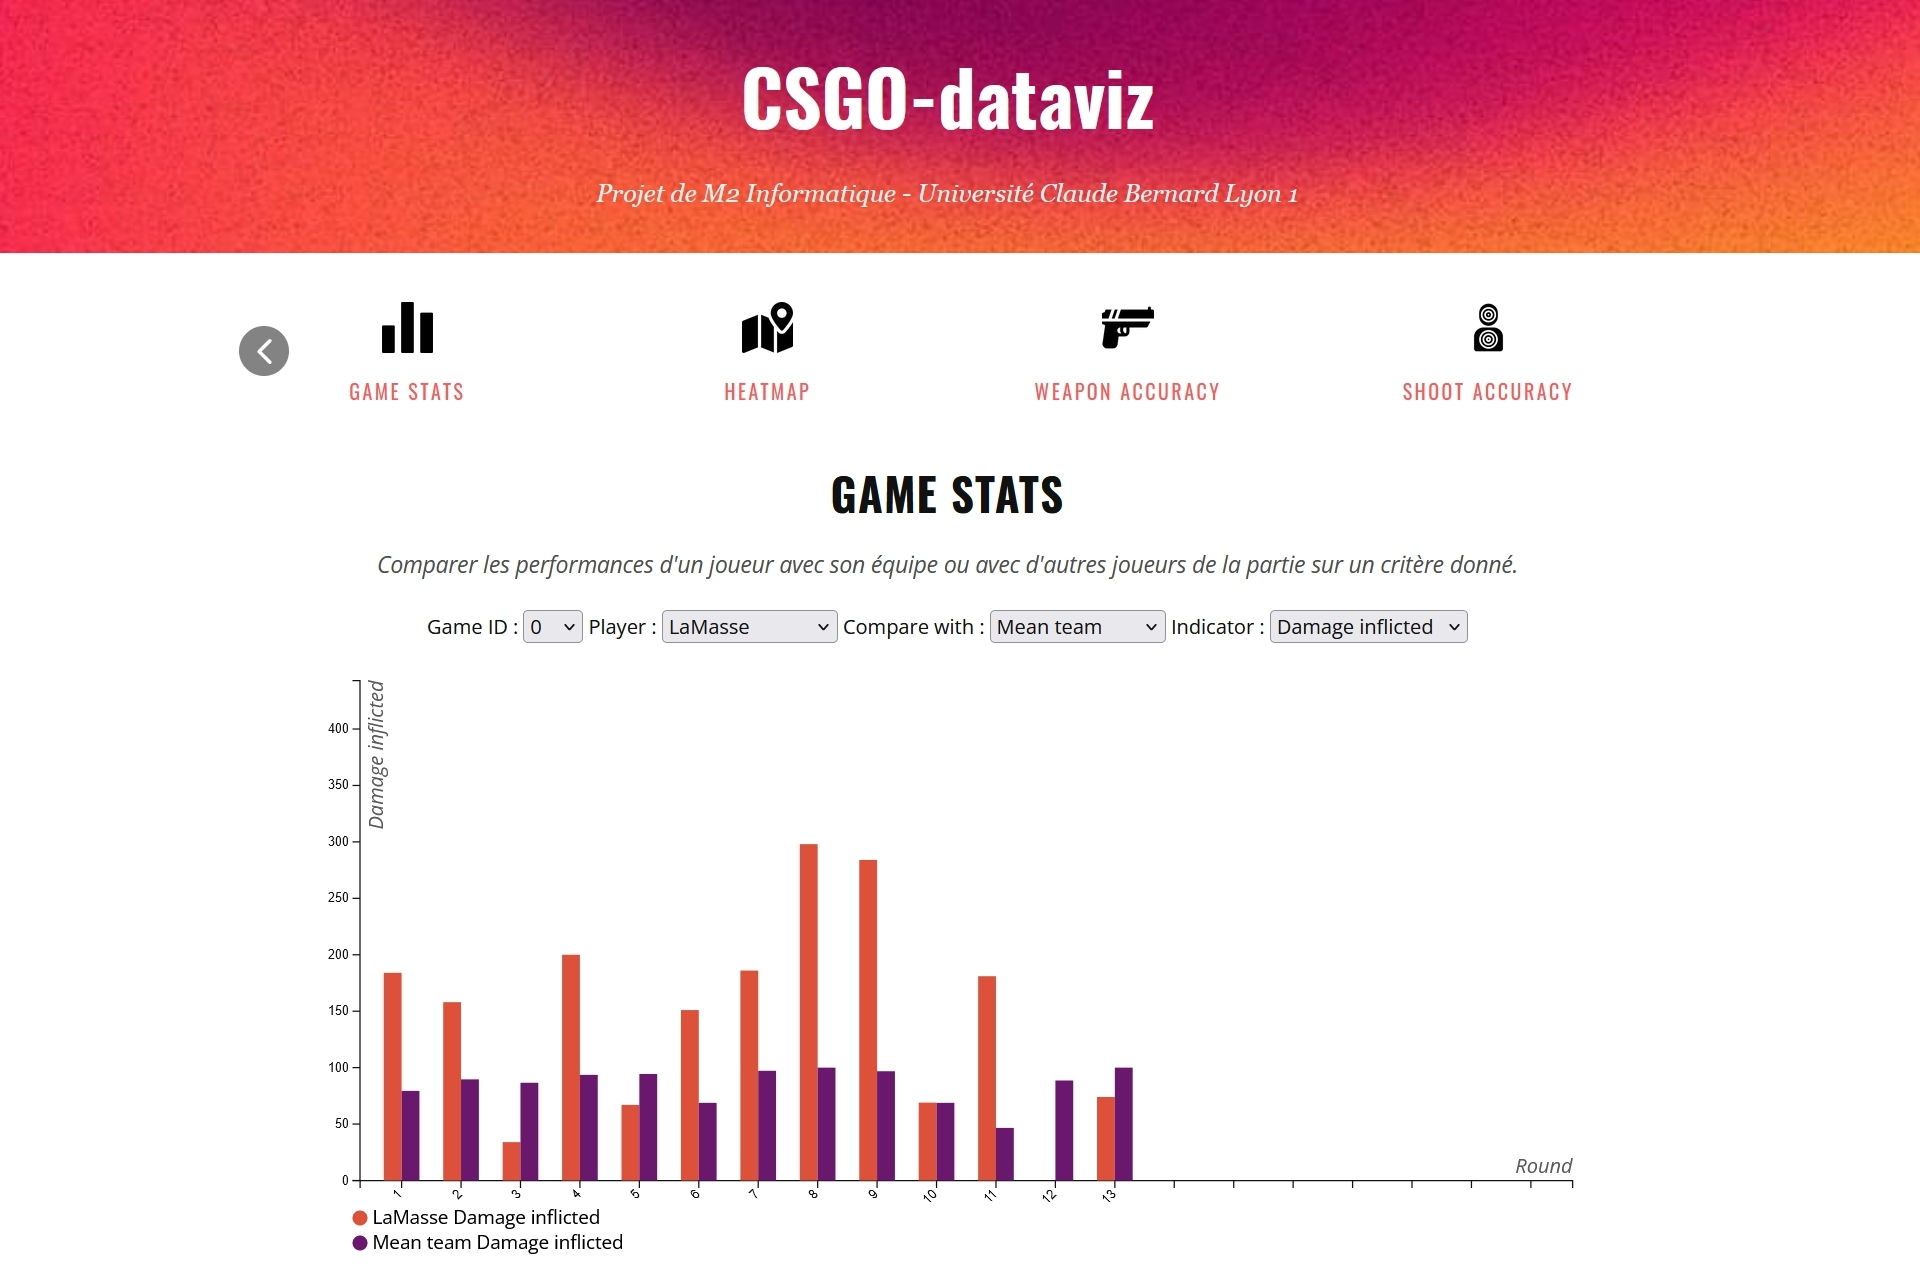 CSGO-dataviz
Projet de M2 Informatique - Université Claude Bernard Lyon 1
GAME STATS
HEATMAP
WEAPON ACCURACY
SHOOT ACCURACY
GAME STATS
Comparer les performances d'un joueur avec son équipe ou avec d'autres joueurs de la partie sur un critère donné.
Game ID : 0 Player : LaMasse Compare with : Mean team Indicator : Damage inflicted
Damage inflicted
400
350
300
250
200
150
100
50
0
Round
1 2 3 4 5 6 7 8 9 10 11 12 13
LaMasse Damage inflicted
Mean team Damage inflicted